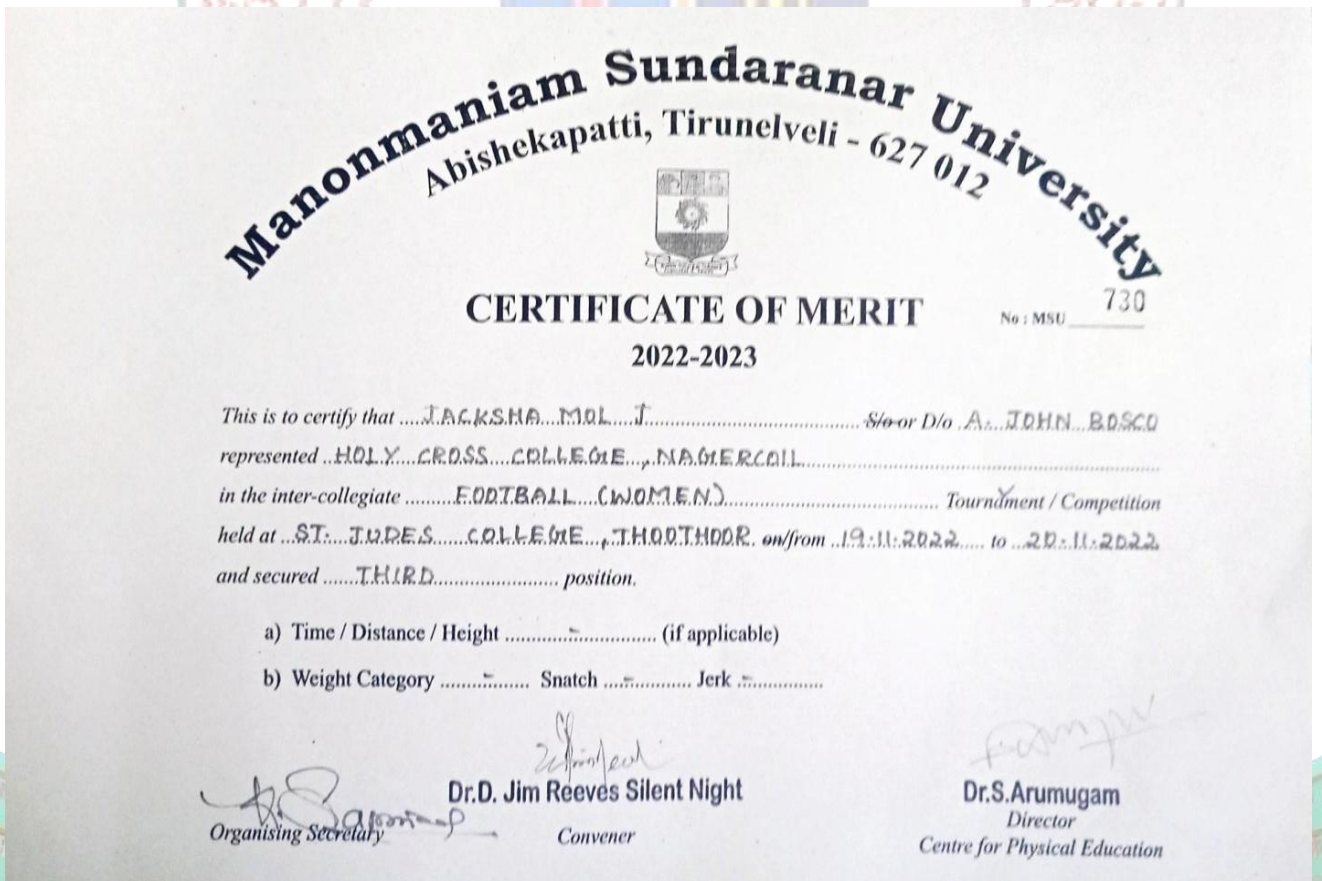 Manonmaniam Sundaranar University
Abishekapatti, Tirunelveli - 627 012
CERTIFICATE OF MERIT
No : MSU 730
2022-2023
This is to certify that ....JACKSHA MOL J.... S/o or D/o .A. JOHN BOSCO
represented ..HOLY CROSS COLLEGE, NAGERCOIL....
in the inter-collegiate ....FOOTBALL (WOMEN).... Tournament / Competition
held at ..ST. JUDES COLLEGE, THOOTHOOR. on/from ..19.11.2022.... to ..20.11.2022
and secured ....THIRD.... position.
a) Time / Distance / Height ....-.... (if applicable)
b) Weight Category ....-.... Snatch ....-.... Jerk ..-....
Dr.D. Jim Reeves Silent Night
Dr.S.Arumugam
Organising Secretary
Convener
Director
Centre for Physical Education